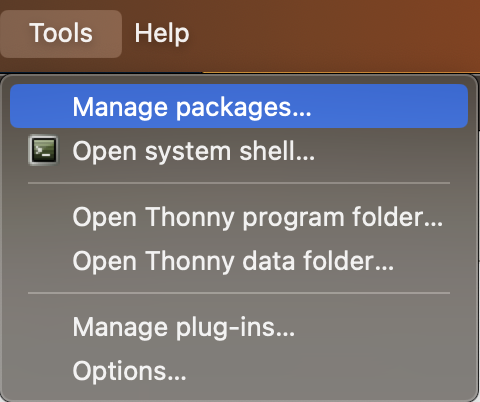 Tools Help
Manage packages...
Open system shell...
Open Thonny program folder...
Open Thonny data folder...
Manage plug-ins...
Options...